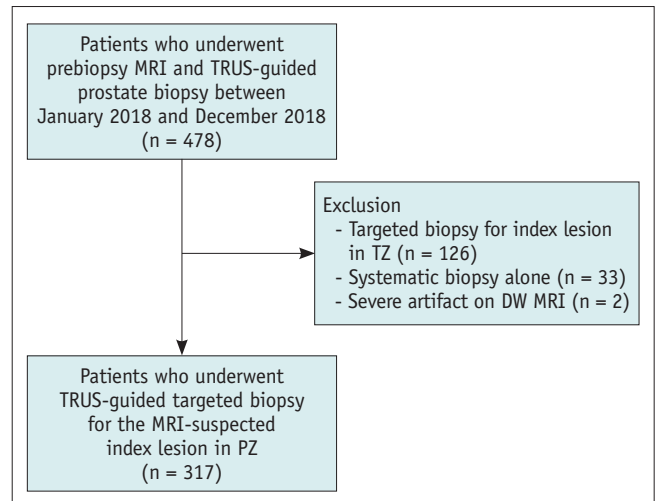 Patients who underwent
prebiopsy MRI and TRUS-guided
prostate biopsy between
January 2018 and December 2018
(n = 478)
Exclusion
- Targeted biopsy for index lesion
in TZ (n = 126)
- Systematic biopsy alone (n = 33)
- Severe artifact on DW MRI (n = 2)
Patients who underwent
TRUS-guided targeted biopsy
for the MRI-suspected
index lesion in PZ
(n = 317)